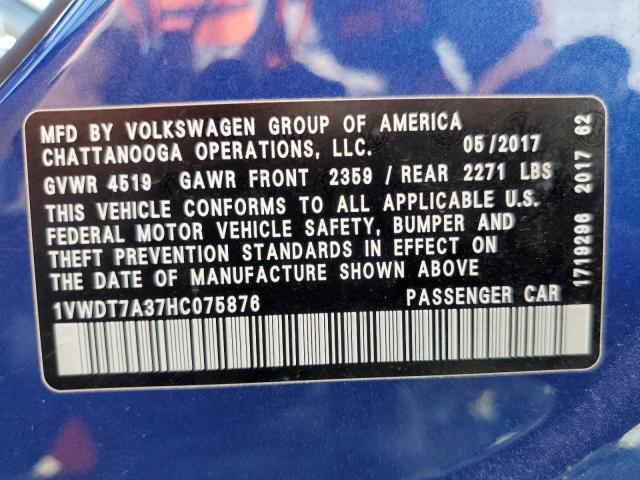 MFD BY VOLKSWAGEN GROUP OF AMERICA
CHATTANOOGA OPERATIONS, LLC. 05/2017
GVWR 4519 GAWR FRONT 2359 / REAR 2271 LBS
THIS VEHICLE CONFORMS TO ALL APPLICABLE U.S.
FEDERAL MOTOR VEHICLE SAFETY, BUMPER AND
THEFT PREVENTION STANDARDS IN EFFECT ON
THE DATE OF MANUFACTURE SHOWN ABOVE
1VWDT7A37HC075876 PASSENGER CAR
1719296 2017 62